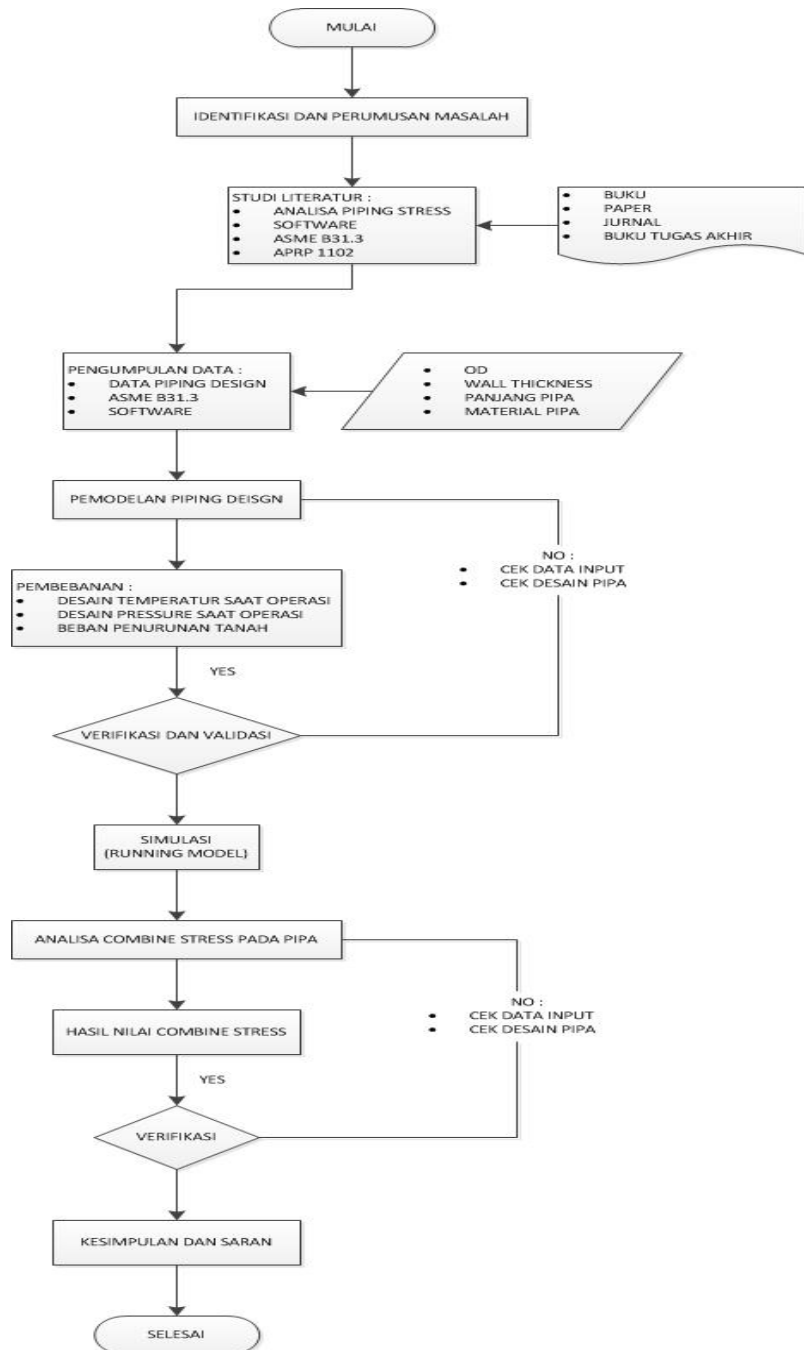 MULAI
IDENTIFIKASI DAN PERUMUSAN MASALAH
STUDI LITERATUR :
• ANALISA PIPING STRESS
• SOFTWARE
• ASME B31.3
• APRP 1102
• BUKU
• PAPER
• JURNAL
• BUKU TUGAS AKHIR
PENGUMPULAN DATA :
• DATA PIPING DESIGN
• ASME B31.3
• SOFTWARE
• OD
• WALL THICKNESS
• PANJANG PIPA
• MATERIAL PIPA
PEMODELAN PIPING DEISGN
NO :
• CEK DATA INPUT
• CEK DESAIN PIPA
PEMBEBANAN :
• DESAIN TEMPERATUR SAAT OPERASI
• DESAIN PRESSURE SAAT OPERASI
• BEBAN PENURUNAN TANAH
YES
VERIFIKASI DAN VALIDASI
SIMULASI
(RUNNING MODEL)
ANALISA COMBINE STRESS PADA PIPA
NO :
• CEK DATA INPUT
• CEK DESAIN PIPA
HASIL NILAI COMBINE STRESS
YES
VERIFIKASI
KESIMPULAN DAN SARAN
SELESAI